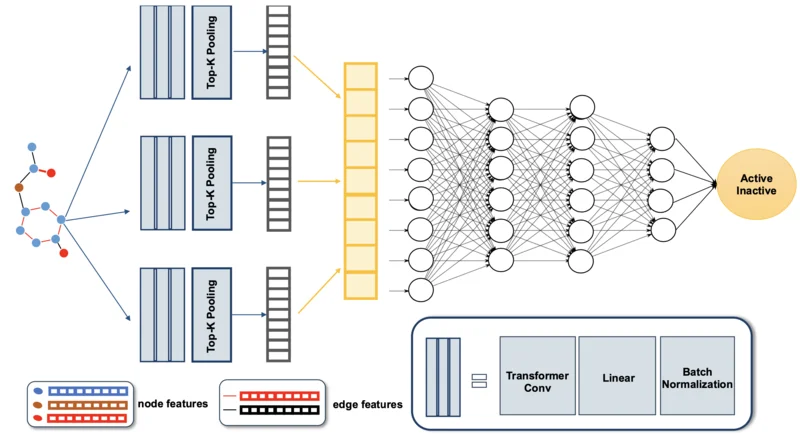 Top-K Pooling
Top-K Pooling
Top-K Pooling
Active
Inactive
node features
edge features
Transformer
Conv
Linear
Batch
Normalization